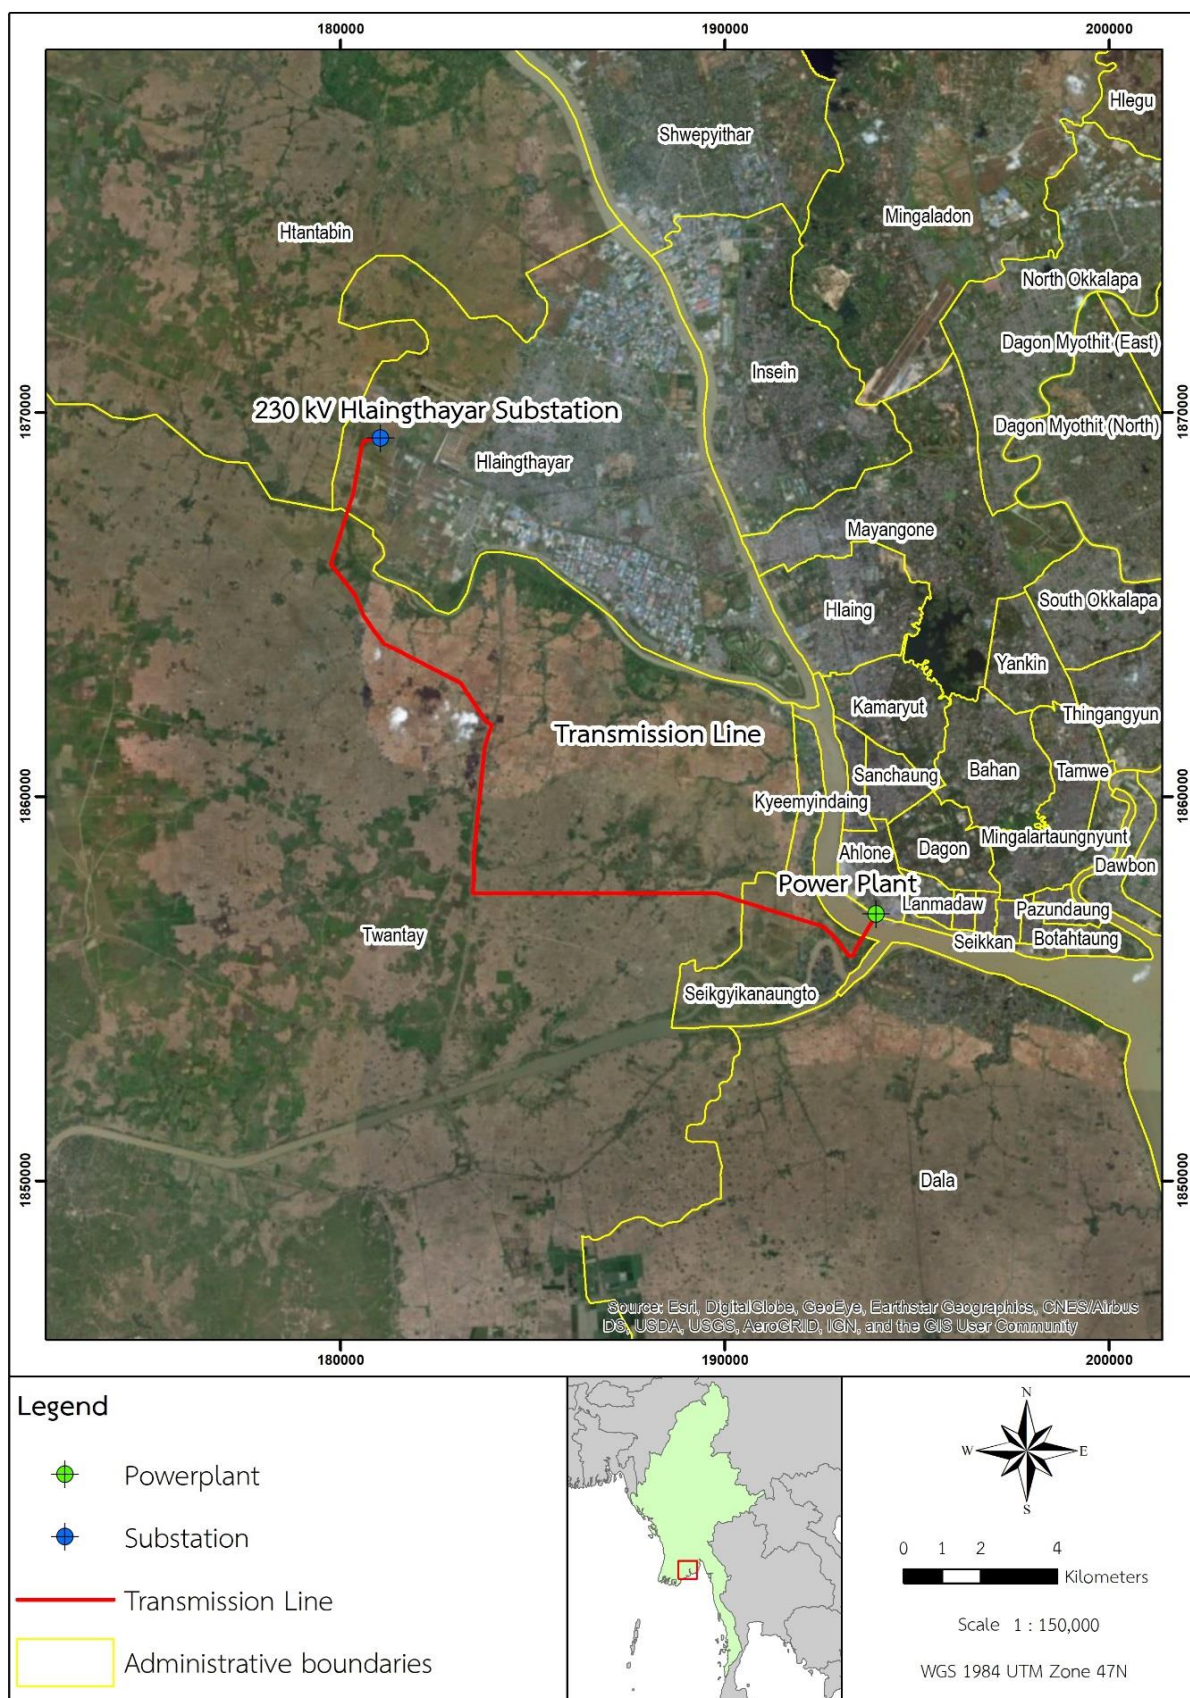 180000
190000
200000
Hlegu
Shwepyithar
Mingaladon
Htantabin
North Okkalapa
Dagon Myothit (East)
Insein
1870000
230 kV Hlaingthayar Substation
1870000
Dagon Myothit (North)
Hlaingthayar
Mayangone
Hlaing
South Okkalapa
Yankin
Kamaryut
Thingangyun
Transmission Line
Sanchaung
Bahan
Tamwe
1860000
Kyeemyindaing
1860000
Mingalartaungnyunt
Ahlone
Dagon
Dawbon
Power Plant
Lanmadaw
Pazundaung
Twantay
Seikkan
Botahtaung
Seikgyikanaungto
1850000
Dala
1850000
Source: Esri, DigitalGlobe, GeoEye, Earthstar Geographics, CNES/Airbus
DS, USDA, USGS, AeroGRID, IGN, and the GIS User Community
180000
190000
200000
Legend
Powerplant
Substation
Transmission Line
Administrative boundaries
N
W
E
S
0 1 2 4
Kilometers
Scale 1 : 150,000
WGS 1984 UTM Zone 47N